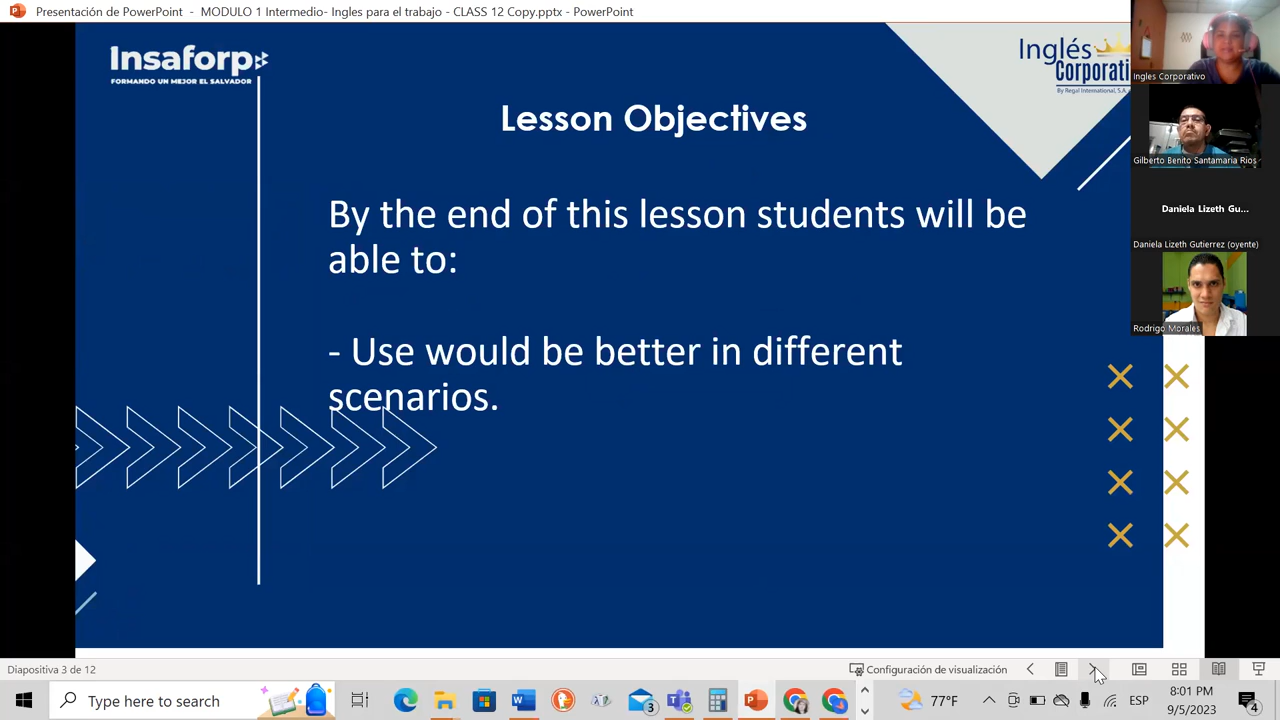 Presentación de PowerPoint - MODULO 1 Intermedio- Ingles para el trabajo - CLASS 12 Copy.pptx - PowerPoint
Insaforp
FORMANDO UN MEJOR EL SALVADOR
Inglés
Corporati
By Regal International, S.A.
Lesson Objectives
By the end of this lesson students will be
able to:
- Use would be better in different
scenarios.
Ingles Corporativo
Gilberto Benito Santamaria Rios
Daniela Lizeth Gu...
Daniela Lizeth Gutierrez (oyente)
Rodrigo Morales
Diapositiva 3 de 12
Configuración de visualización
Type here to search
3
77°F
ESP
8:01 PM
9/5/2023
4